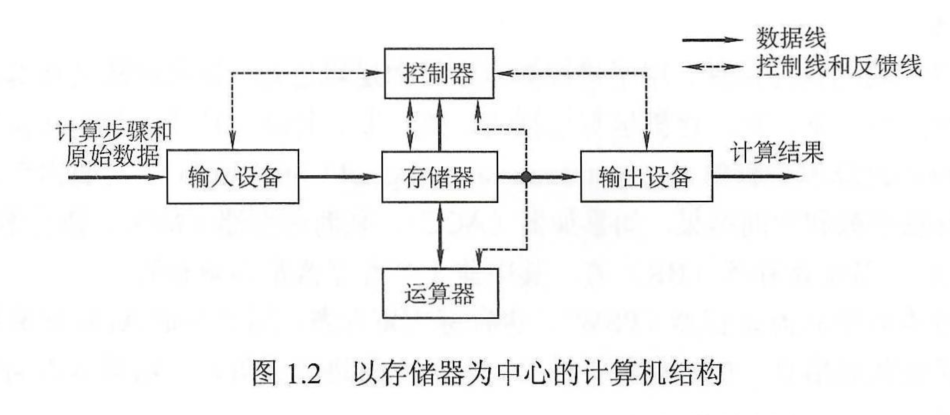 数据线
控制线和反馈线
控制器
计算步骤和
原始数据
输入设备
存储器
输出设备
计算结果
运算器
图 1.2 以存储器为中心的计算机结构